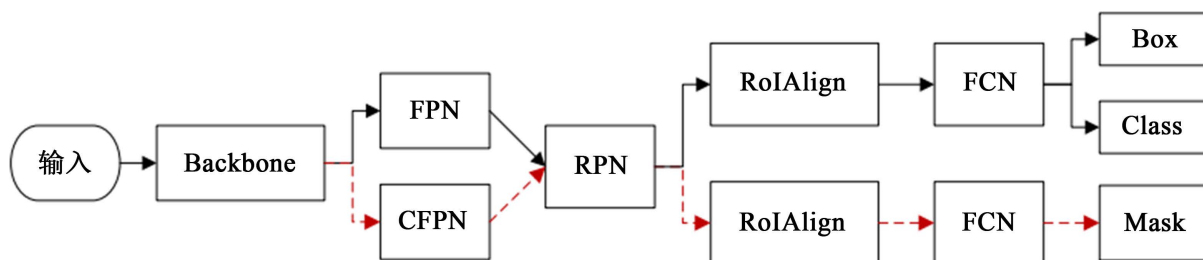 输入
Backbone
FPN
CFPN
RPN
RoIAlign
FCN
Box
Class
RoIAlign
FCN
Mask